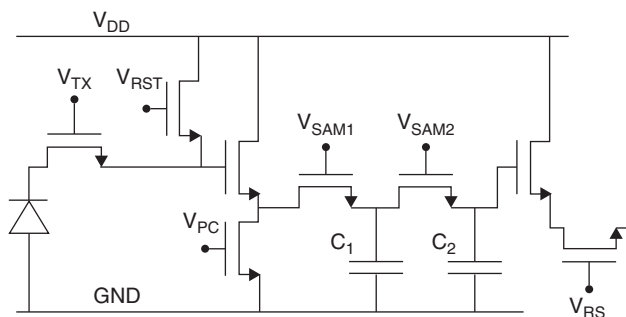 V_DD
V_RST
V_TX
V_SAM1
V_SAM2
V_PC
C_1
C_2
GND
V_RS